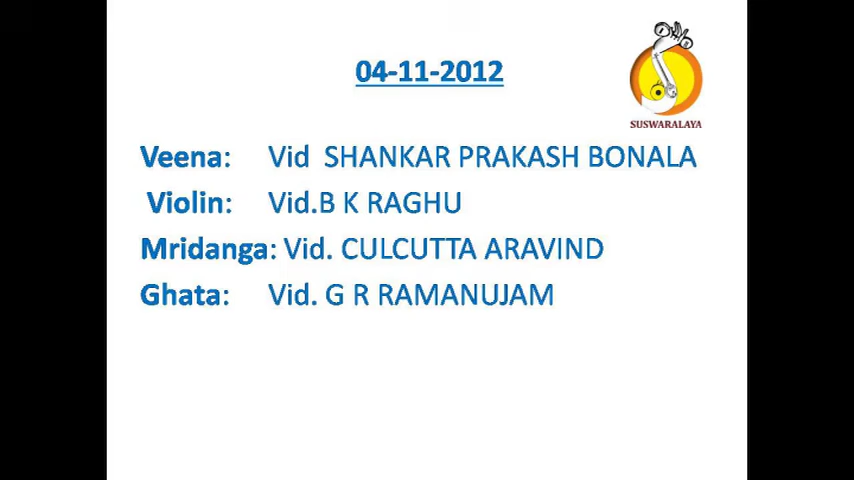 04-11-2012
SUSWARALAYA
Veena: Vid SHANKAR PRAKASH BONALA
Violin: Vid.B K RAGHU
Mridanga: Vid. CULCUTTA ARAVIND
Ghata: Vid. G R RAMANUJAM